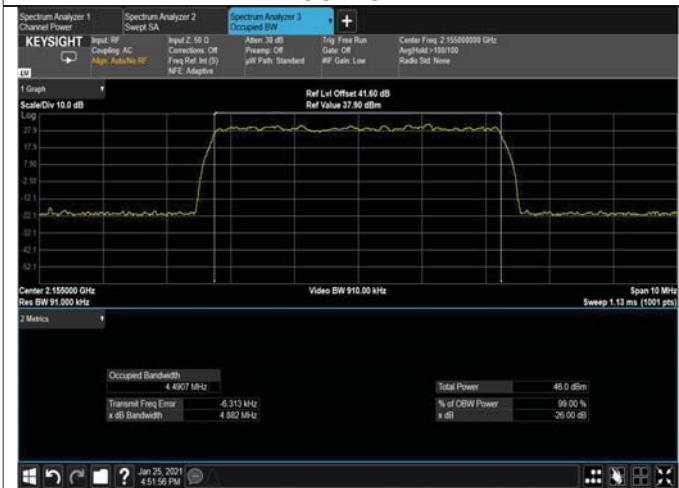 Spectrum Analyzer 1
Channel Power
Spectrum Analyzer 2
Swept SA
Spectrum Analyzer 3
Occupied BW
+
KEYSIGHT
Input: RF
Coupling: AC
Align: Auto/No RF
Input Z: 50 Ω
Corrections: Off
Freq Ref: Int (S)
NFE: Adaptive
Atten: 30 dB
Preamp: Off
µW Path: Standard
Trig: Free Run
Gate: Off
#IF Gain: Low
Center Freq: 2.155000000 GHz
Avg|Hold:>100/100
Radio Std: None
LXI
1 Graph
Scale/Div 10.0 dB
Ref Lvl Offset 41.60 dB
Ref Value 37.90 dBm
Log
27.9
17.9
7.90
-2.10
-12.1
-22.1
-32.1
-42.1
-52.1
Center 2.155000 GHz
Res BW 91.000 kHz
Video BW 910.00 kHz
Span 10 MHz
Sweep 1.13 ms (1001 pts)
2 Metrics
Occupied Bandwidth
4.4907 MHz
Transmit Freq Error -6.313 kHz
x dB Bandwidth 4.882 MHz
Total Power 46.0 dBm
% of OBW Power 99.00 %
x dB -26.00 dB
?
Jan 25, 2021
4:51:56 PM